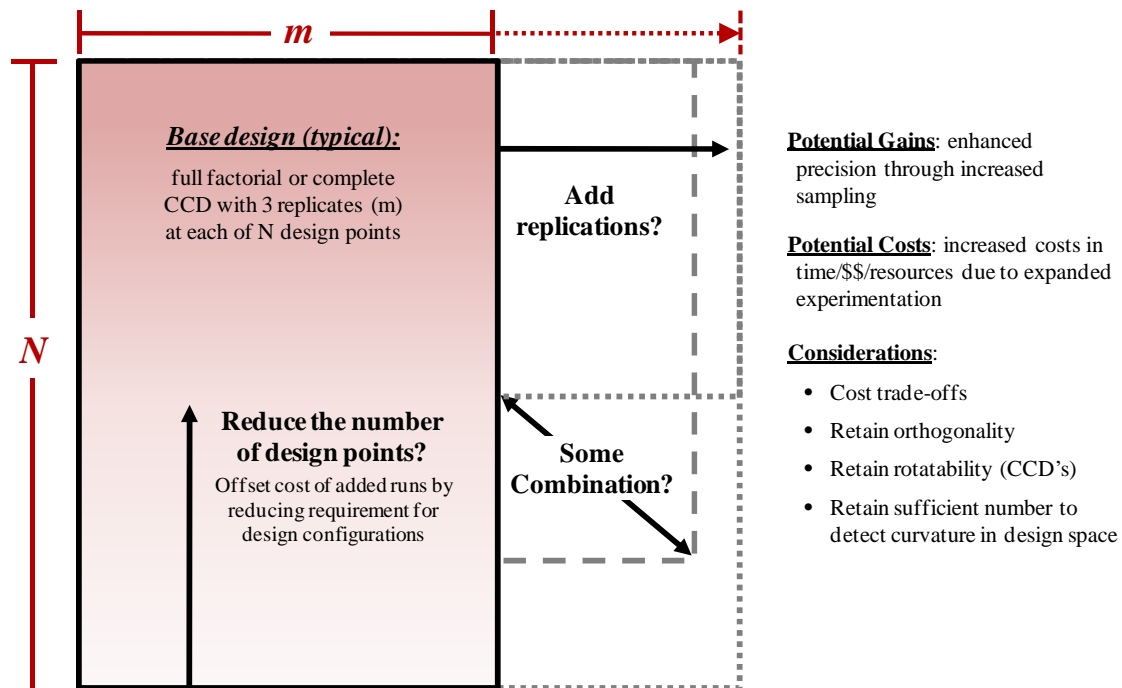 m
N
Base design (typical):
full factorial or complete
CCD with 3 replicates (m)
at each of N design points
Add
replications?
Reduce the number
of design points?
Offset cost of added runs by
reducing requirement for
design configurations
Some
Combination?
Potential Gains: enhanced
precision through increased
sampling
Potential Costs: increased costs in
time/$$/resources due to expanded
experimentation
Considerations:
• Cost trade-offs
• Retain orthogonality
• Retain rotatability (CCD's)
• Retain sufficient number to
detect curvature in design space